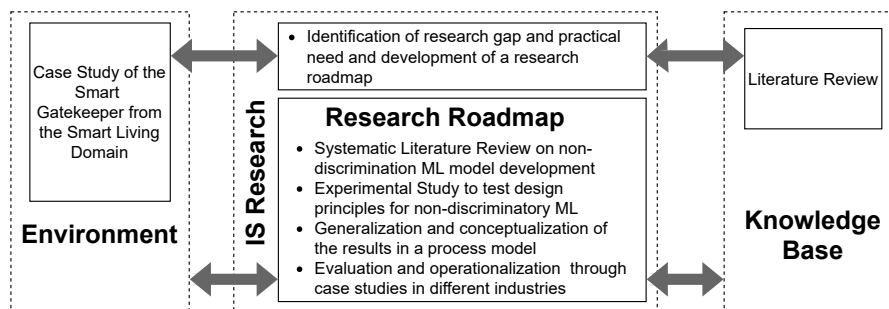 Case Study of the
Smart
Gatekeeper from
the Smart Living
Domain
Environment
IS Research
• Identification of research gap and practical
need and development of a research
roadmap
Research Roadmap
• Systematic Literature Review on non-
discrimination ML model development
• Experimental Study to test design
principles for non-discriminatory ML
• Generalization and conceptualization of
the results in a process model
• Evaluation and operationalization through
case studies in different industries
Literature Review
Knowledge
Base